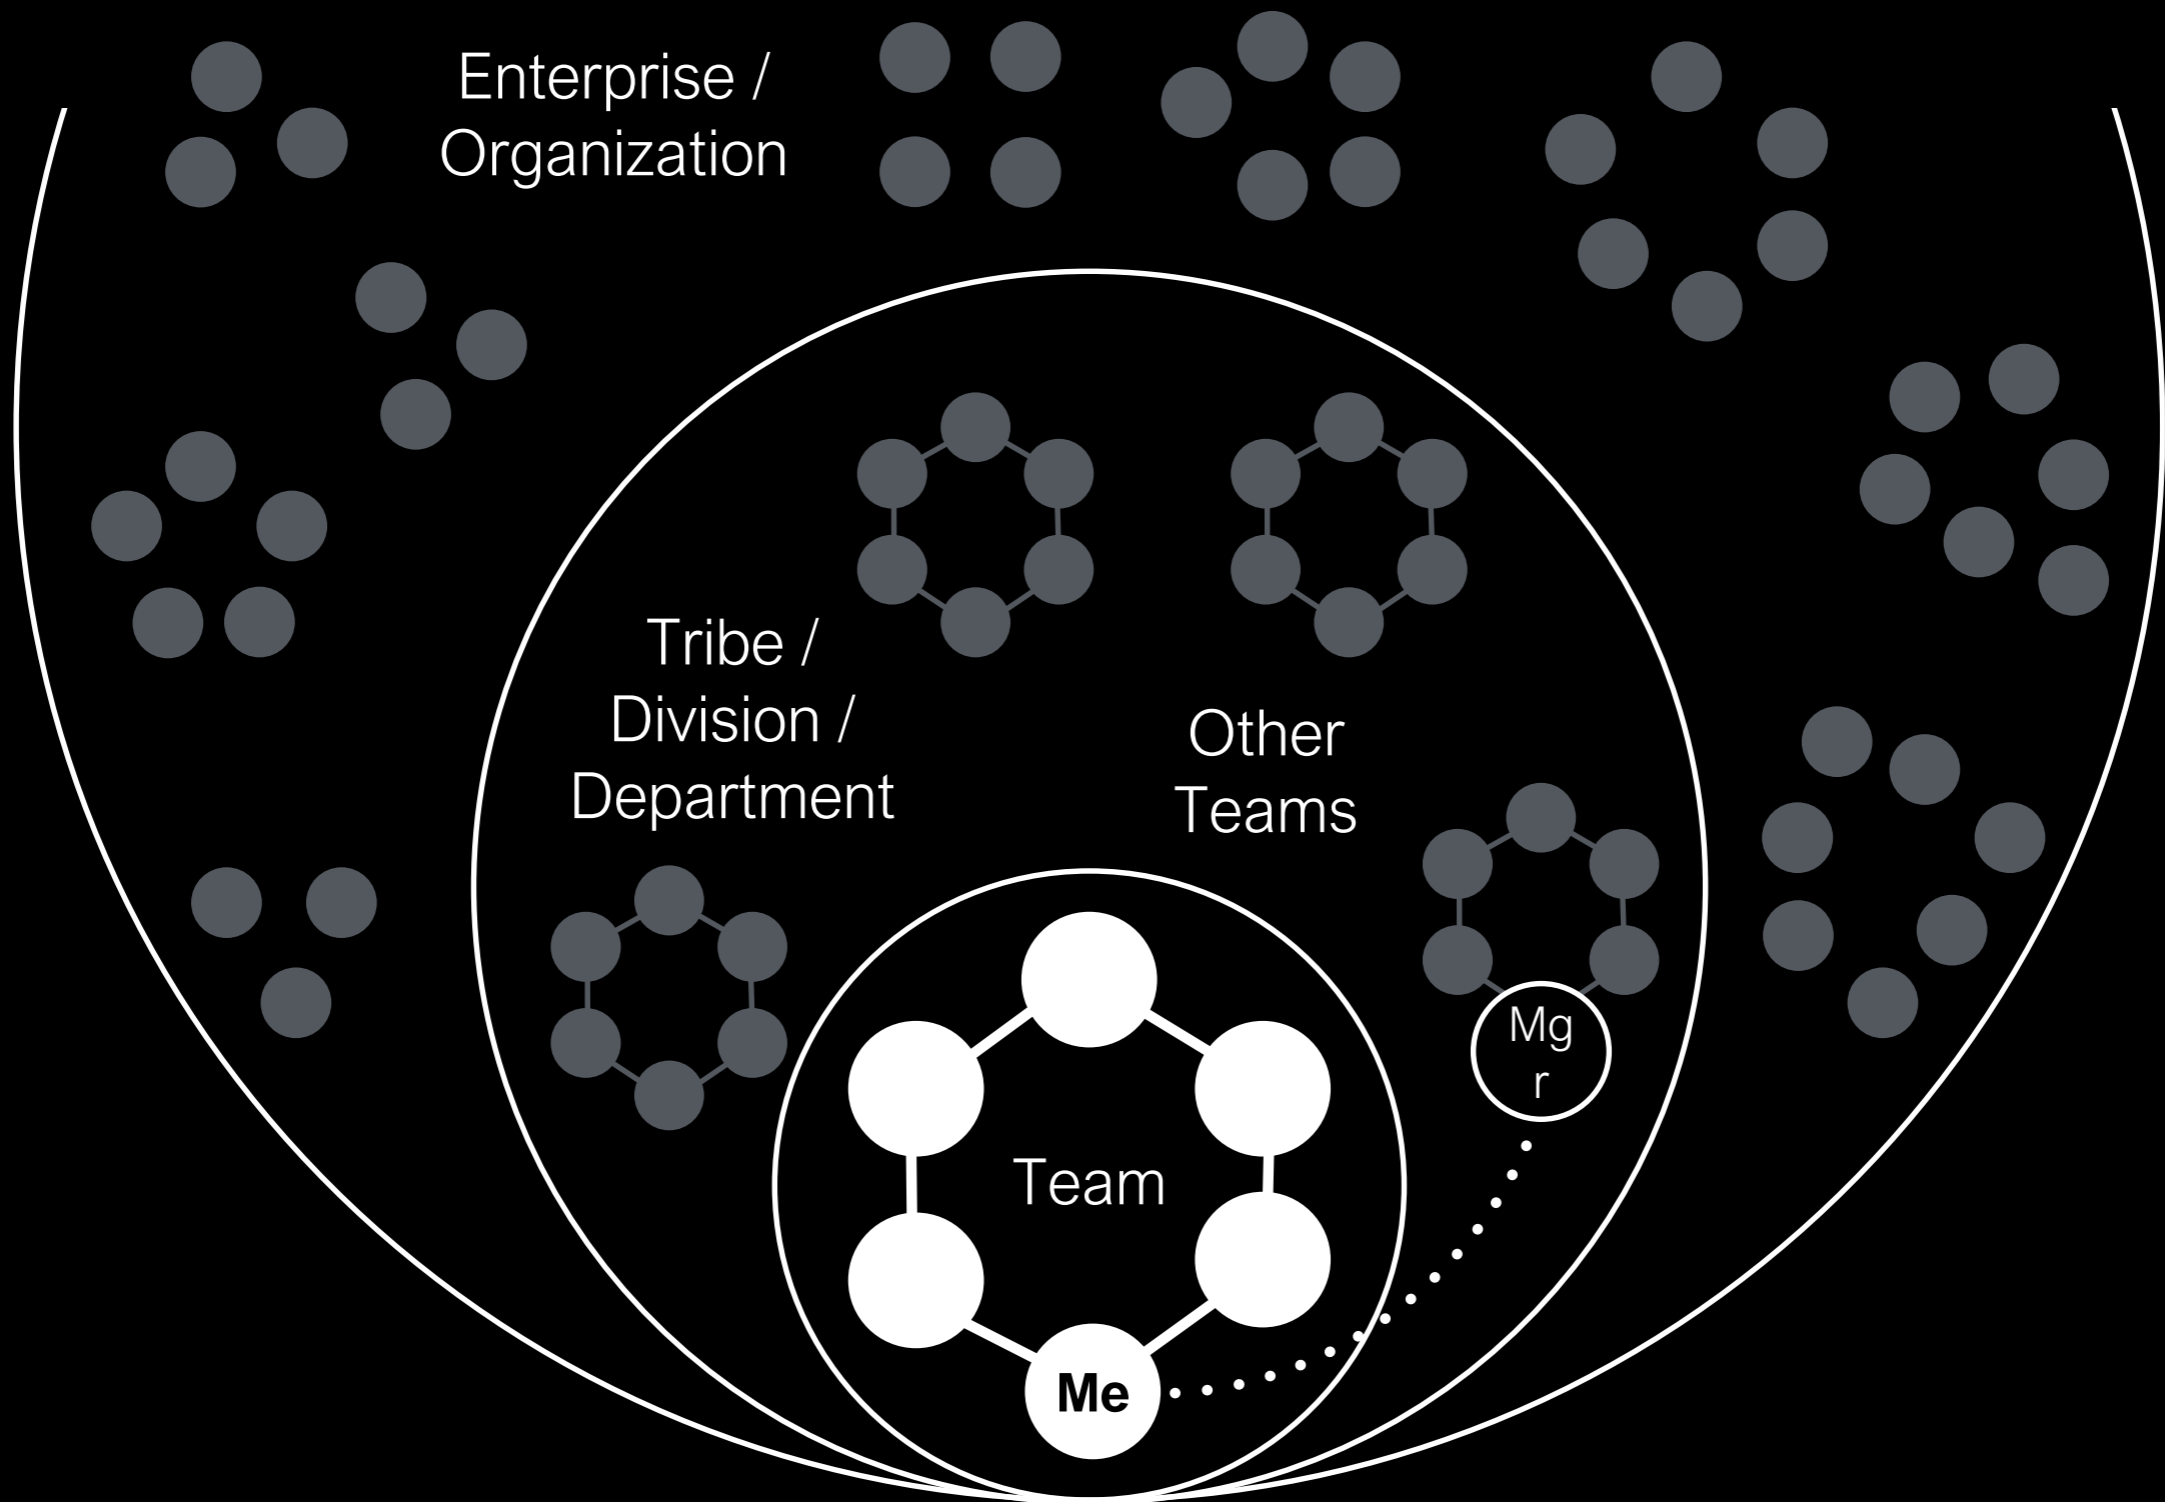 Enterprise /
Organization
Tribe /
Division /
Department
Other
Teams
Mg
r
Team
Me